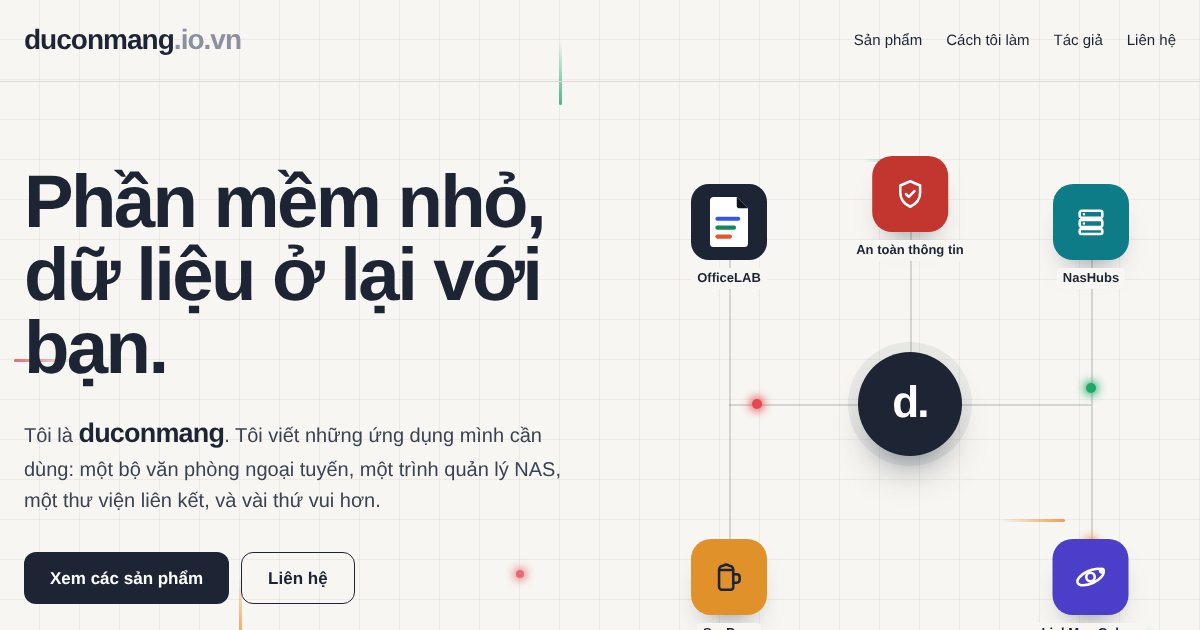 duconmang.io.vn
Sản phẩm
Cách tôi làm
Tác giả
Liên hệ
Phần mềm nhỏ,
dữ liệu ở lại với
bạn.
Tôi là duconmang. Tôi viết những ứng dụng mình cần
dùng: một bộ văn phòng ngoại tuyến, một trình quản lý NAS,
một thư viện liên kết, và vài thứ vui hơn.
Xem các sản phẩm
Liên hệ
An toàn thông tin
OfficeLAB
NasHubs
d.